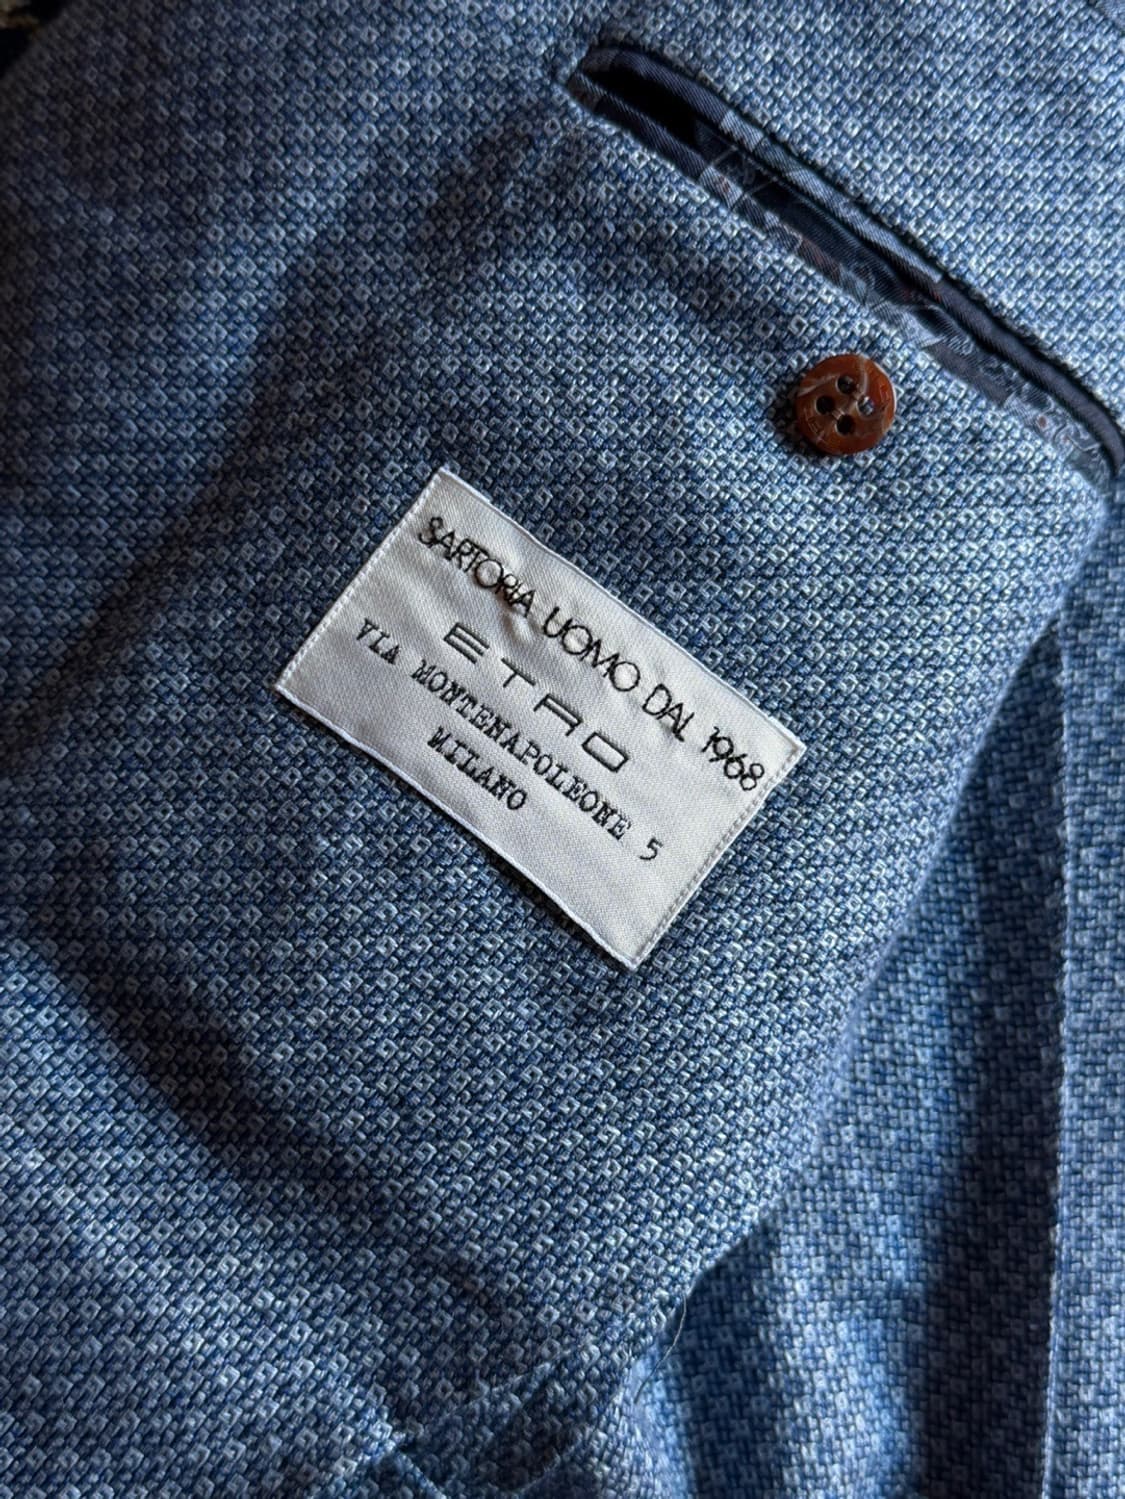 SARTORIA UOMO DAL 1968
ETRO
VIA MONTENAPOLEONE 5
MILANO